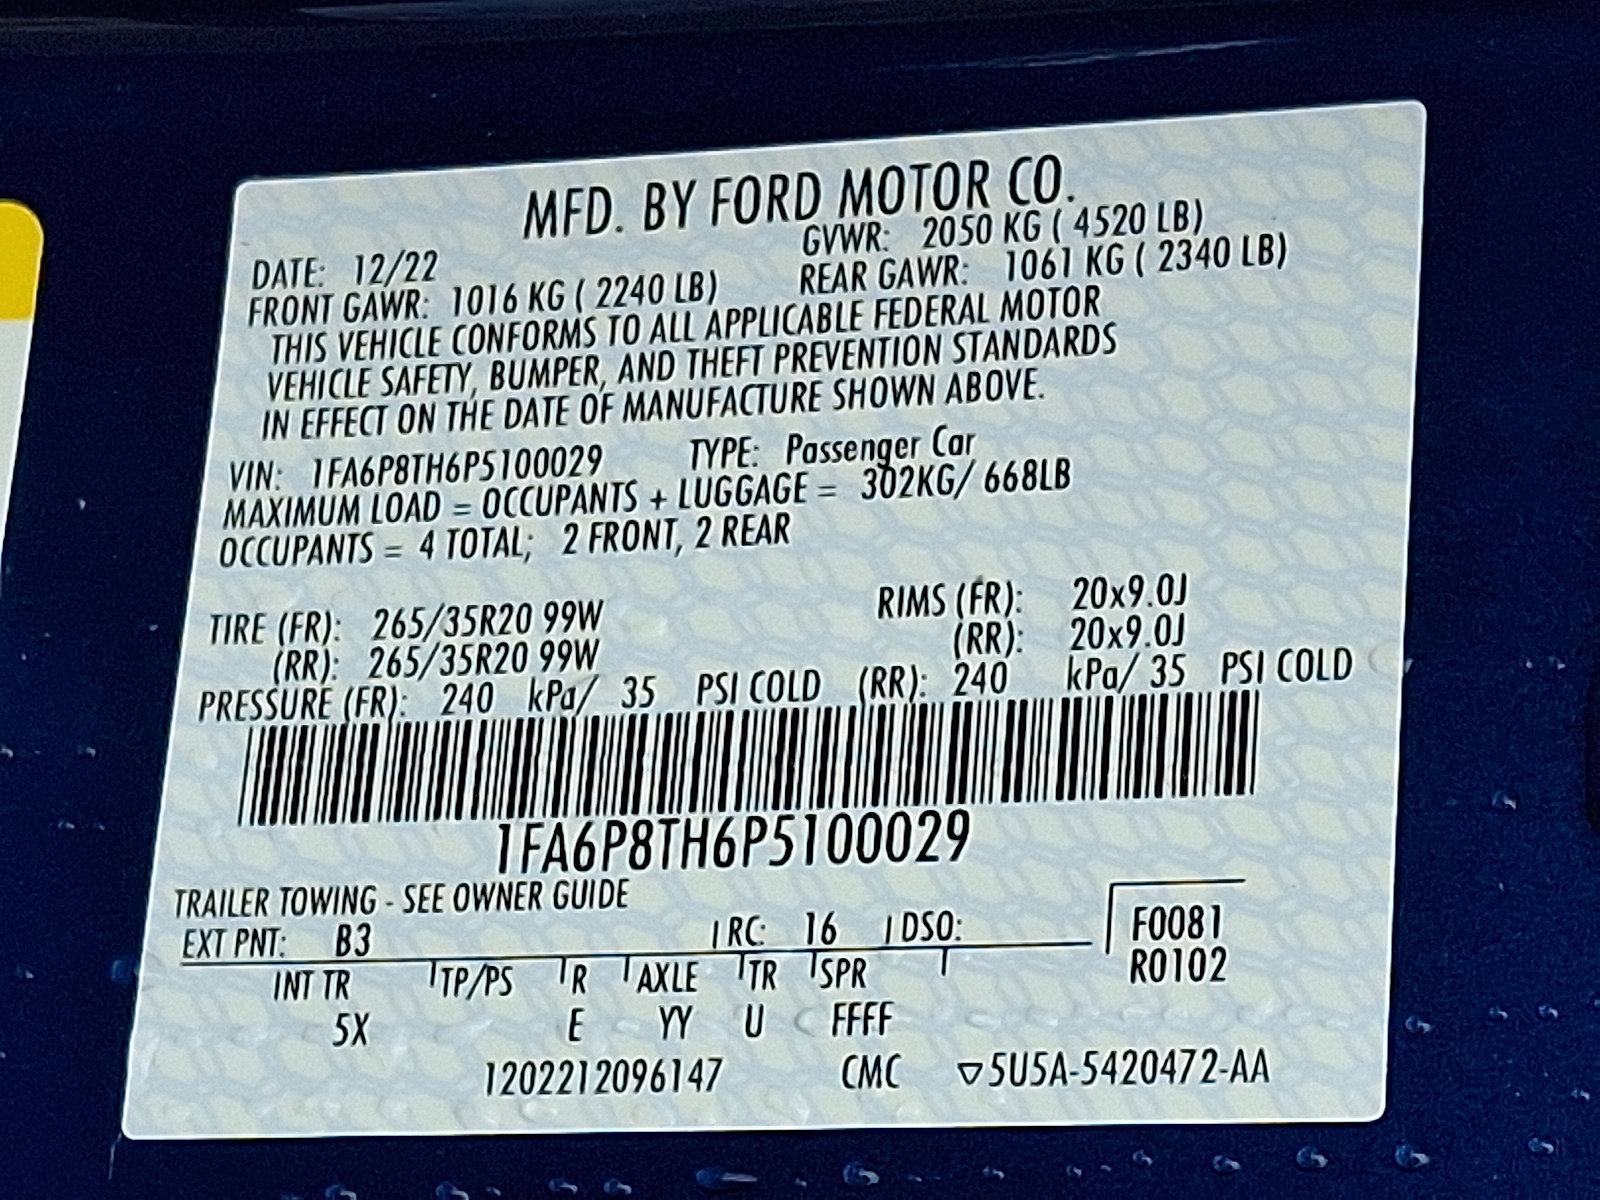 MFD. BY FORD MOTOR CO.
DATE: 12/22 GVWR: 2050 KG ( 4520 LB)
FRONT GAWR: 1016 KG ( 2240 LB) REAR GAWR: 1061 KG ( 2340 LB)
THIS VEHICLE CONFORMS TO ALL APPLICABLE FEDERAL MOTOR
VEHICLE SAFETY, BUMPER, AND THEFT PREVENTION STANDARDS
IN EFFECT ON THE DATE OF MANUFACTURE SHOWN ABOVE.
VIN: 1FA6P8TH6P5100029 TYPE: Passenger Car
MAXIMUM LOAD = OCCUPANTS + LUGGAGE = 302KG/ 668LB
OCCUPANTS = 4 TOTAL; 2 FRONT, 2 REAR
TIRE (FR): 265/35R20 99W RIMS (FR): 20x9.0J
(RR): 265/35R20 99W (RR): 20x9.0J
PRESSURE (FR): 240 kPa/ 35 PSI COLD (RR): 240 kPa/ 35 PSI COLD
1FA6P8TH6P5100029
TRAILER TOWING - SEE OWNER GUIDE
EXT PNT: B3 RC: 16 DSO: F0081
INT TR TP/PS R AXLE TR SPR R0102
5X E YY U FFFF
1202212096147 CMC ▽5U5A-5420472-AA